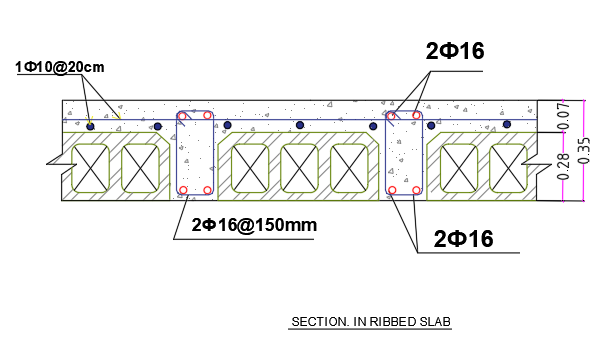 2Φ16
1Φ10@20cm
0.07
0.28
0.35
2Φ16@150mm
2Φ16
SECTION. IN RIBBED SLAB